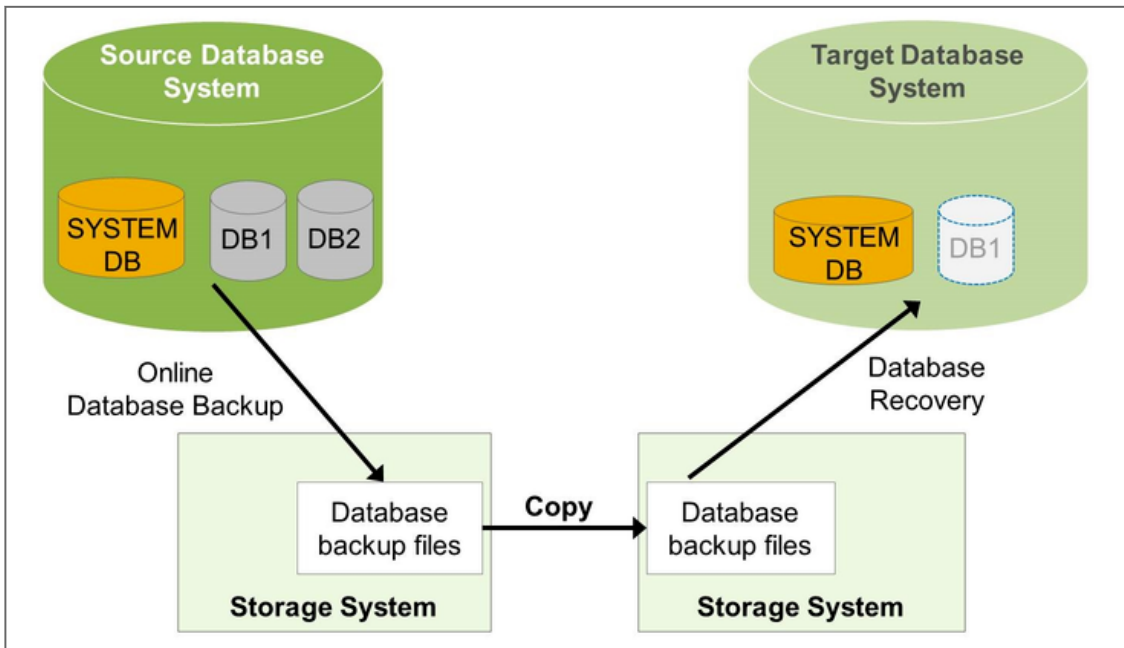 Source Database
System
SYSTEM
DB
DB1
DB2
Target Database
System
SYSTEM
DB
DB1
Online
Database Backup
Database
Recovery
Database
backup files
Storage System
Copy
Database
backup files
Storage System